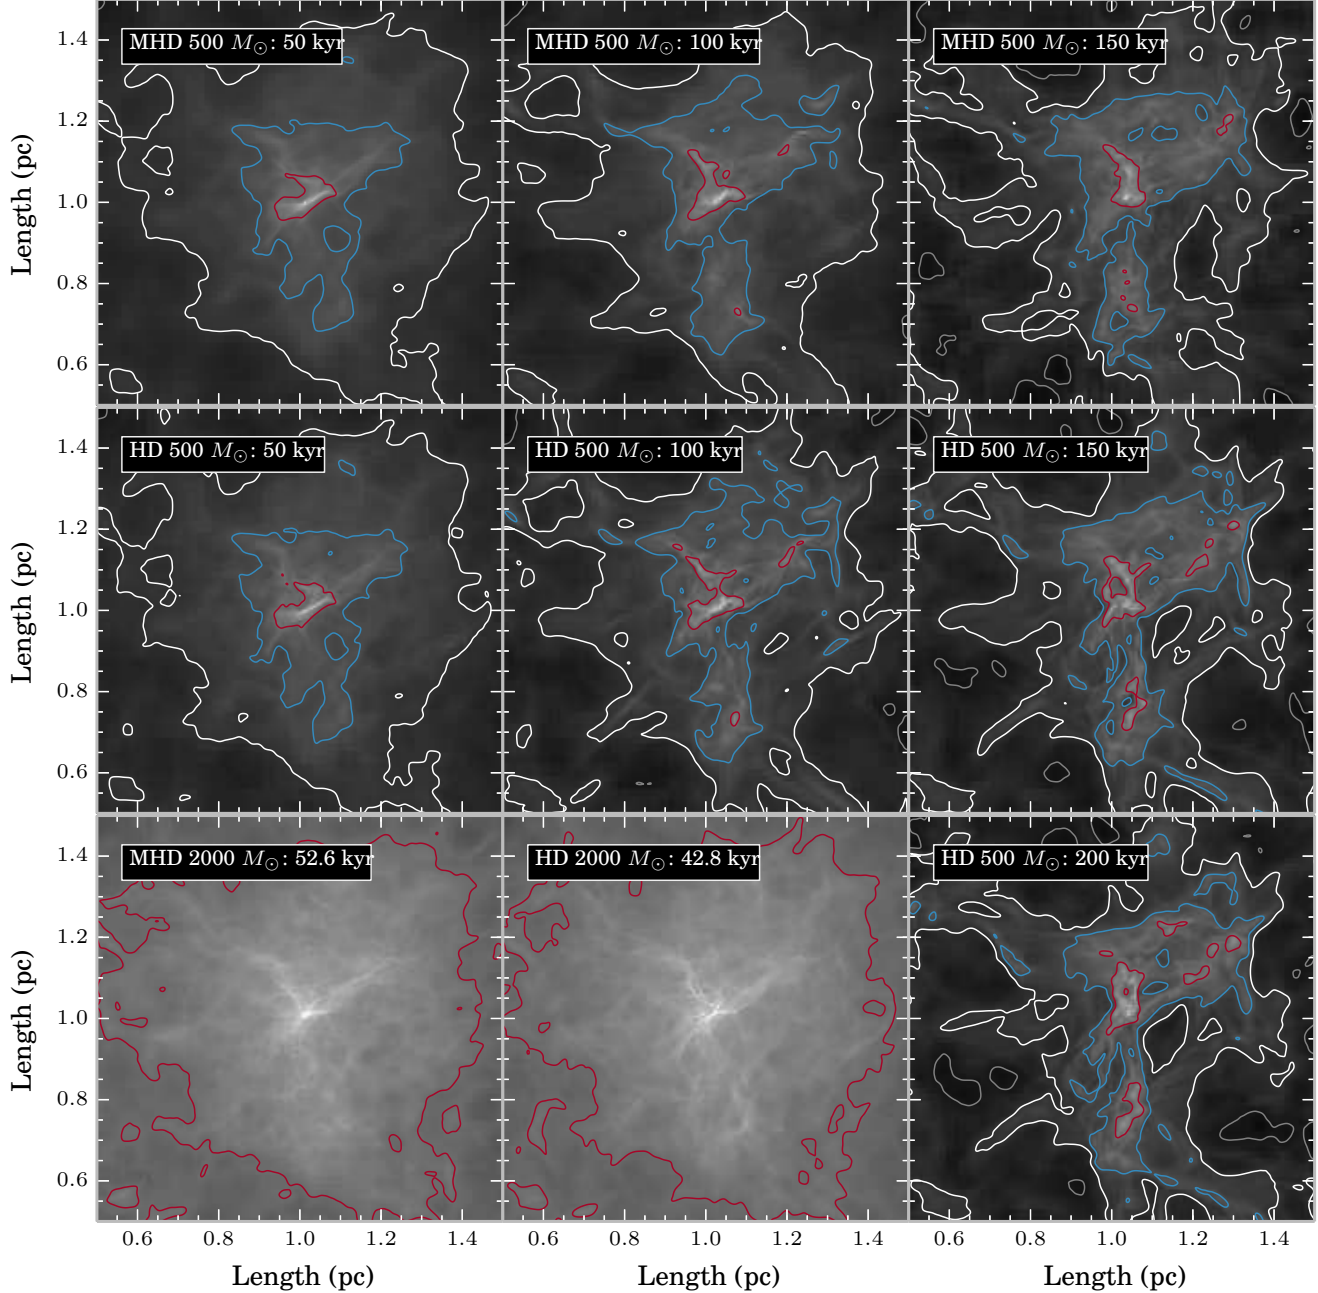 MHD 500 M⊙: 50 kyr
MHD 500 M⊙: 100 kyr
MHD 500 M⊙: 150 kyr
1.4
1.2
1.0
0.8
0.6
Length (pc)
HD 500 M⊙: 50 kyr
HD 500 M⊙: 100 kyr
HD 500 M⊙: 150 kyr
1.4
1.2
1.0
0.8
0.6
Length (pc)
MHD 2000 M⊙: 52.6 kyr
HD 2000 M⊙: 42.8 kyr
HD 500 M⊙: 200 kyr
1.4
1.2
1.0
0.8
0.6
Length (pc)
0.6 0.8 1.0 1.2 1.4
0.6 0.8 1.0 1.2 1.4
0.6 0.8 1.0 1.2 1.4
Length (pc)
Length (pc)
Length (pc)